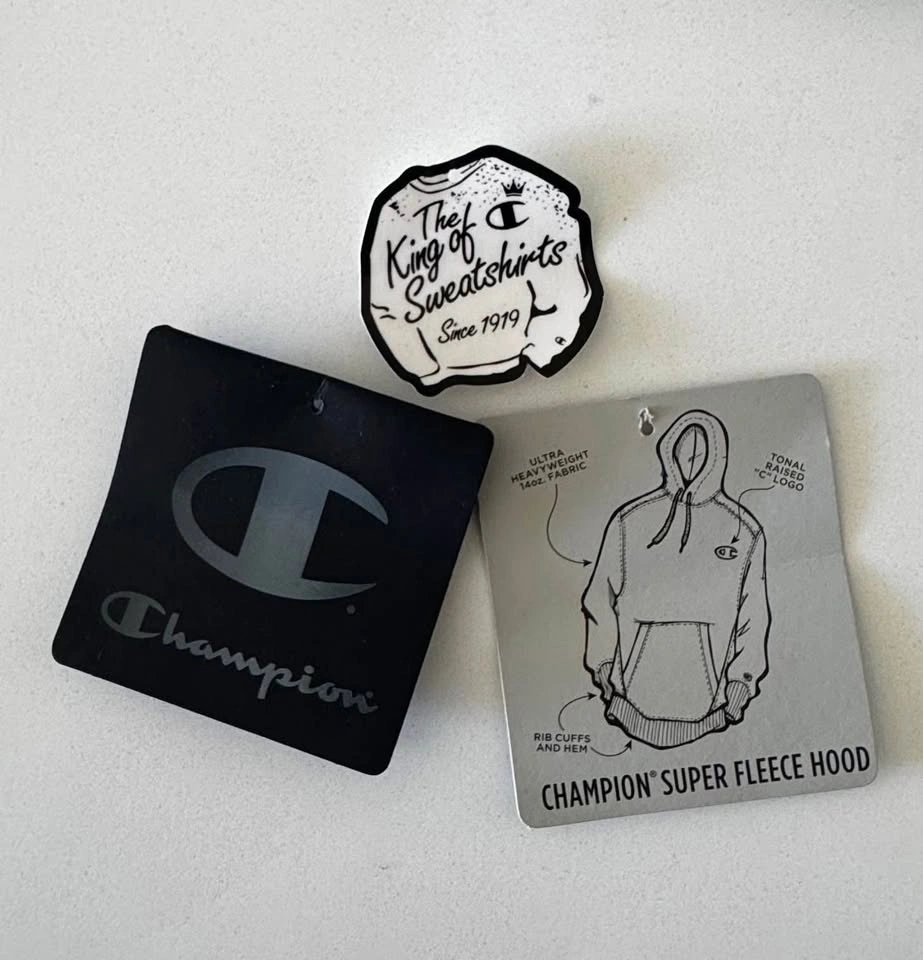 The
King of
Sweatshirts
Since 1919
Champion
ULTRA
HEAVYWEIGHT
14oz. FABRIC
TONAL
RAISED
"C" LOGO
RIB CUFFS
AND HEM
CHAMPION® SUPER FLEECE HOOD